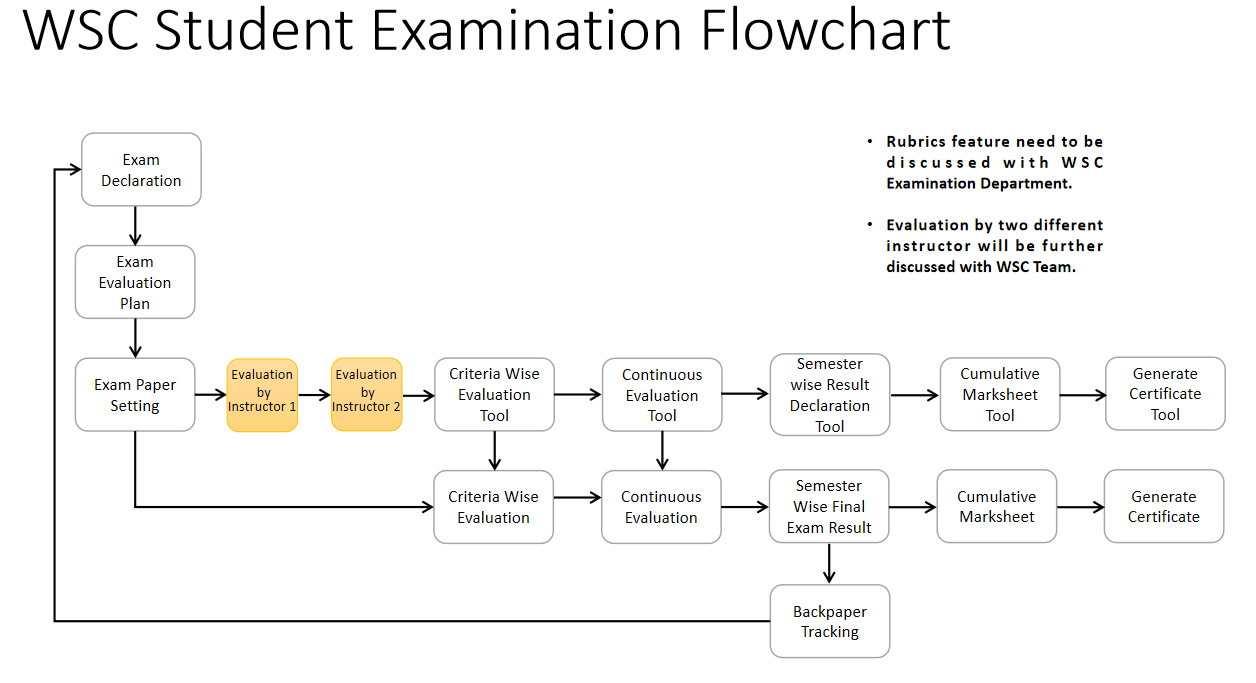 WSC Student Examination Flowchart
Exam
Declaration
• Rubrics feature need to be
discussed with WSC
Examination Department.
• Evaluation by two different
instructor will be further
discussed with WSC Team.
Exam
Evaluation
Plan
Exam Paper
Setting
Evaluation
by
Instructor 1
Evaluation
by
Instructor 2
Criteria Wise
Evaluation
Tool
Continuous
Evaluation
Tool
Semester
wise Result
Declaration
Tool
Cumulative
Marksheet
Tool
Generate
Certificate
Tool
Criteria Wise
Evaluation
Continuous
Evaluation
Semester
Wise Final
Exam Result
Cumulative
Marksheet
Generate
Certificate
Backpaper
Tracking